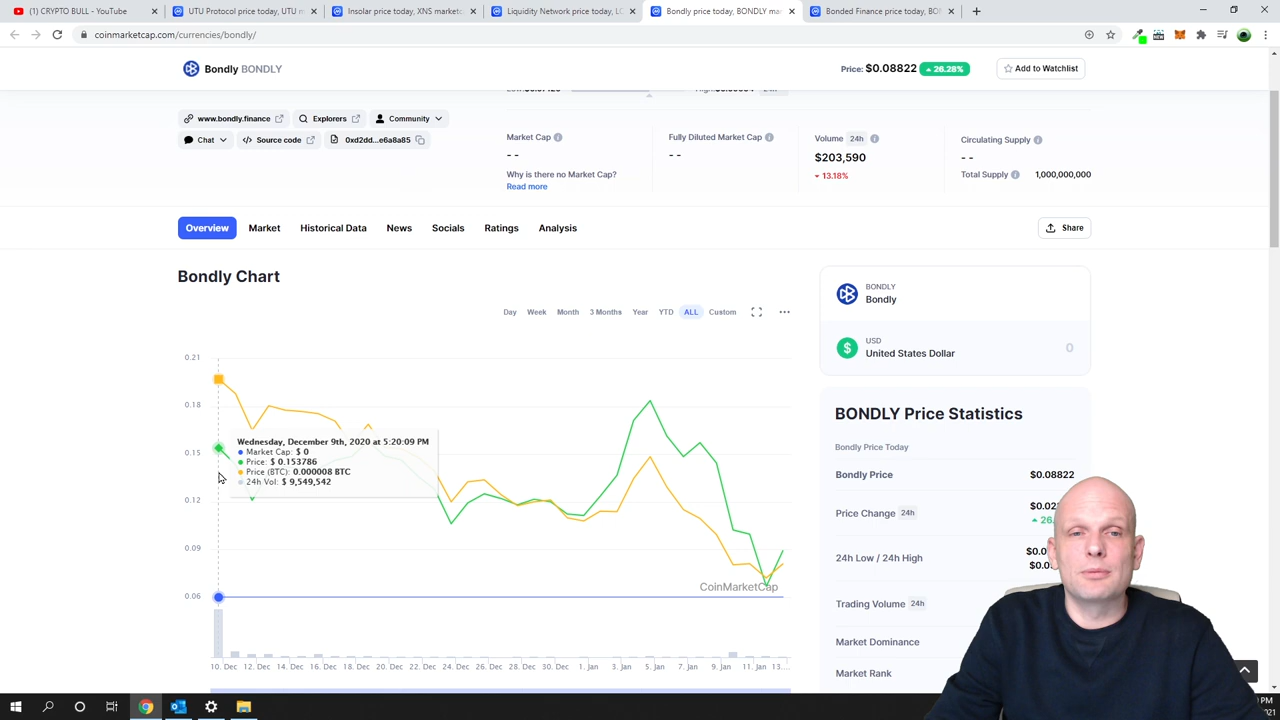 (1) CRYPTO BULL - YouTube
UTU Protocol price today, UTU m
Insolar price today, XNS market
Liquidity Network price today, LC
Bondly price today, BONDLY ma
Bonded Finance price today, BO
coinmarketcap.com/currencies/bondly/
Bondly BONDLY
Price: $0.08822 26.28%
Add to Watchlist
www.bondly.finance
Explorers
Community
Chat
Source code
0xd2dd...e6a8a85
Market Cap
- -
Why is there no Market Cap?
Read more
Fully Diluted Market Cap
- -
Volume 24h
$203,590
13.18%
Circulating Supply
- -
Total Supply 1,000,000,000
Overview Market Historical Data News Socials Ratings Analysis
Share
Bondly Chart
Day Week Month 3 Months Year YTD ALL Custom
0.21
0.18
0.15
0.12
0.09
0.06
Wednesday, December 9th, 2020 at 5:20:09 PM
Market Cap: $ 0
Price: $ 0.153786
Price (BTC): 0.000008 BTC
24h Vol: $ 9,549,542
CoinMarketCap
10. Dec 12. Dec 14. Dec 16. Dec 18. Dec 20. Dec 22. Dec 24. Dec 26. Dec 28. Dec 30. Dec 1. Jan 3. Jan 5. Jan 7. Jan 9. Jan 11. Jan 13....
BONDLY
Bondly
USD
United States Dollar
0
BONDLY Price Statistics
Bondly Price Today
Bondly Price $0.08822
Price Change 24h
24h Low / 24h High
Trading Volume 24h
Market Dominance
Market Rank